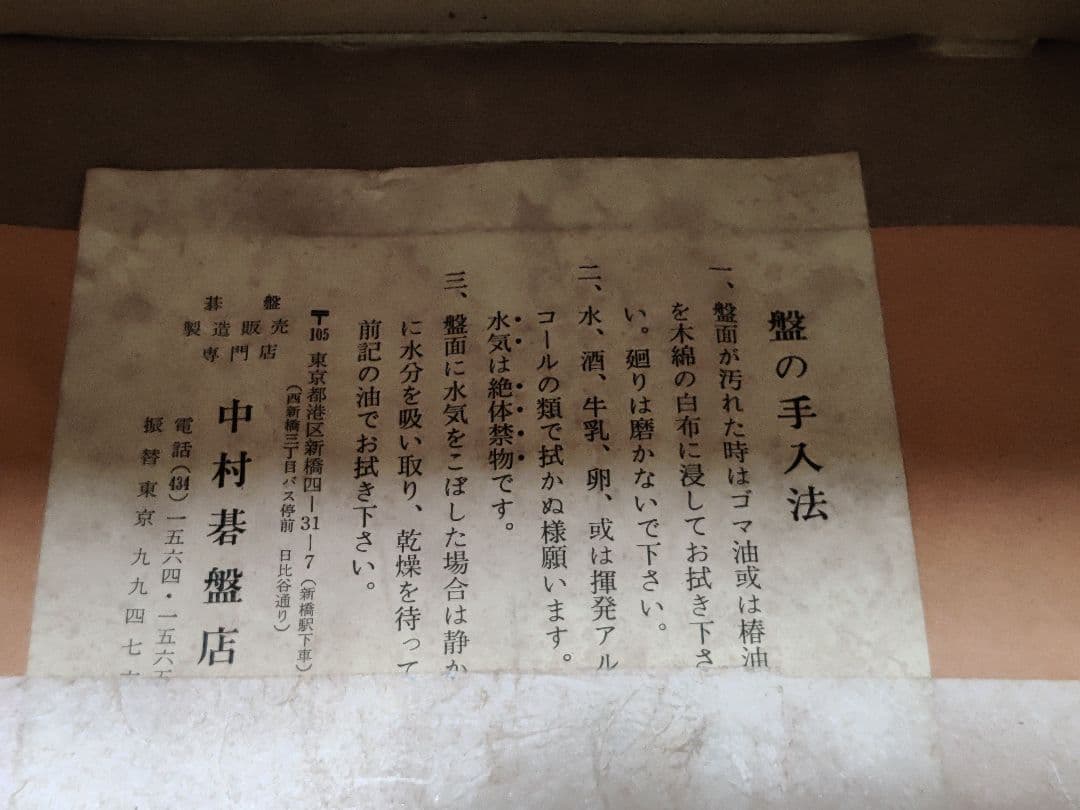 盤の手入法
一、盤面が汚れた時はゴマ油或は椿油
を木綿の白布に浸してお拭き下さ
い。廻りは磨かないで下さい。
二、水、酒、牛乳、卵、或は揮発アル
コールの類で拭かぬ様願います。
水気は絶体禁物です。
三、盤面に水気をこぼした場合は静か
に水分を吸い取り、乾燥を待って
前記の油でお拭き下さい。
〒105 東京都港区新橋四―31―7(新橋駅下車)
(西新橋三丁目バス停前 日比谷通り)
碁盤
製造販売
専門店
中村碁盤店
電話(434)一五六四・一五六五
振替東京九九四七